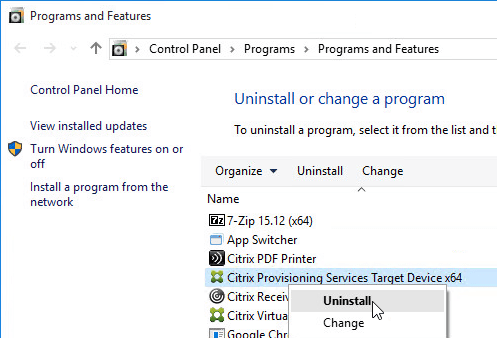 Programs and Features
Control Panel > Programs > Programs and Features
Control Panel Home
View installed updates
Turn Windows features on or
off
Install a program from the
network
Uninstall or change a program
To uninstall a program, select it from the list and t
Organize Uninstall Change
Name
7-Zip 15.12 (x64)
App Switcher
Citrix PDF Printer
Citrix Provisioning Services Target Device x64
Citrix Receiv
Citrix Virtua
Google Chr
Uninstall
Change